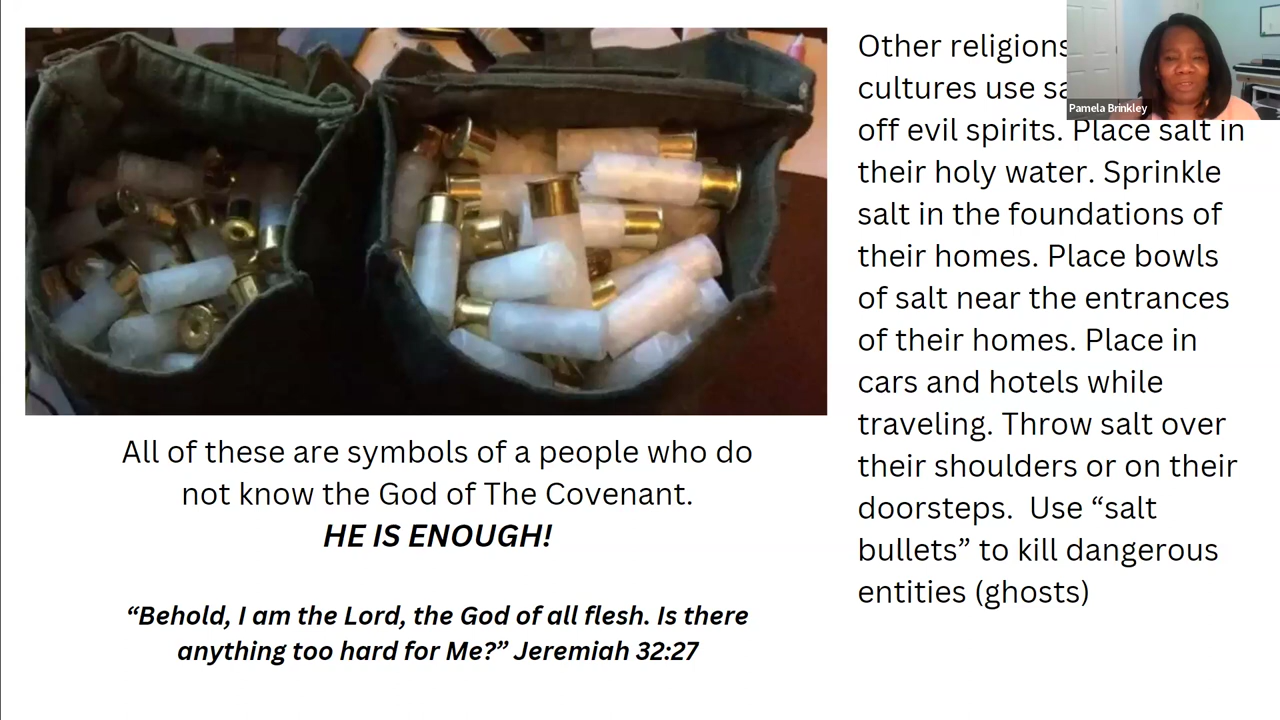 All of these are symbols of a people who do
not know the God of The Covenant.
HE IS ENOUGH!
“Behold, I am the Lord, the God of all flesh. Is there
anything too hard for Me?” Jeremiah 32:27
Other religions
cultures use
off evil spirits. Place salt in
their holy water. Sprinkle
salt in the foundations of
their homes. Place bowls
of salt near the entrances
of their homes. Place in
cars and hotels while
traveling. Throw salt over
their shoulders or on their
doorsteps.  Use “salt
bullets” to kill dangerous
entities (ghosts)
Pamela Brinkley